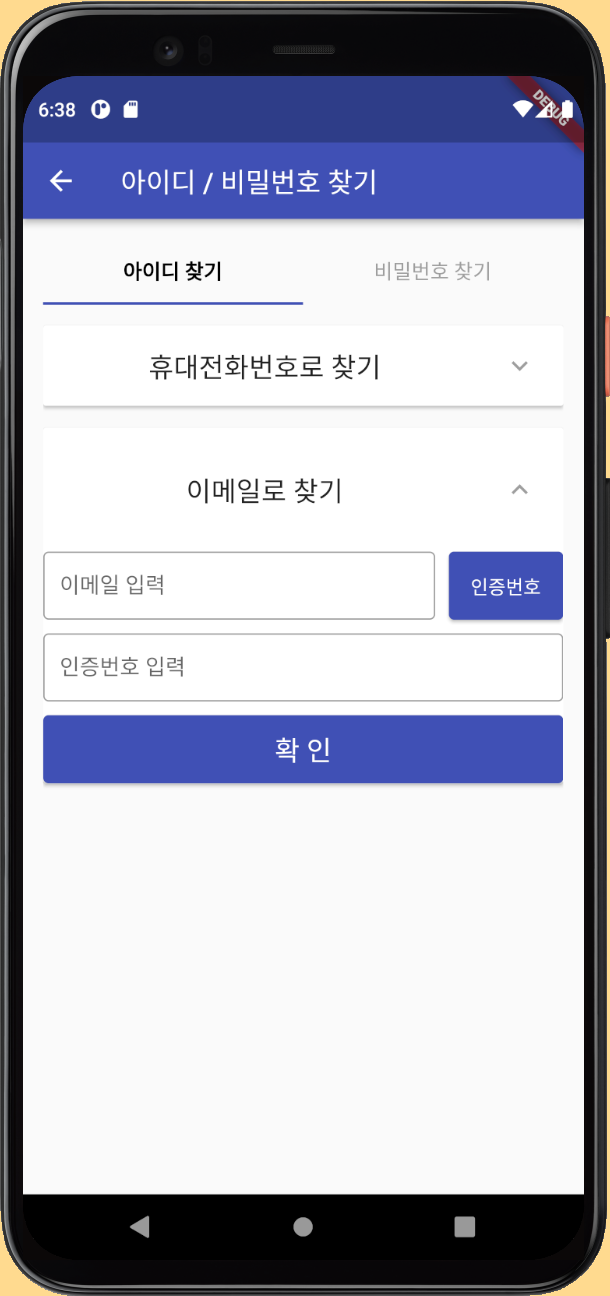 6:38
DEBUG
아이디 / 비밀번호 찾기
아이디 찾기
비밀번호 찾기
휴대전화번호로 찾기
이메일로 찾기
이메일 입력
인증번호
인증번호 입력
확 인